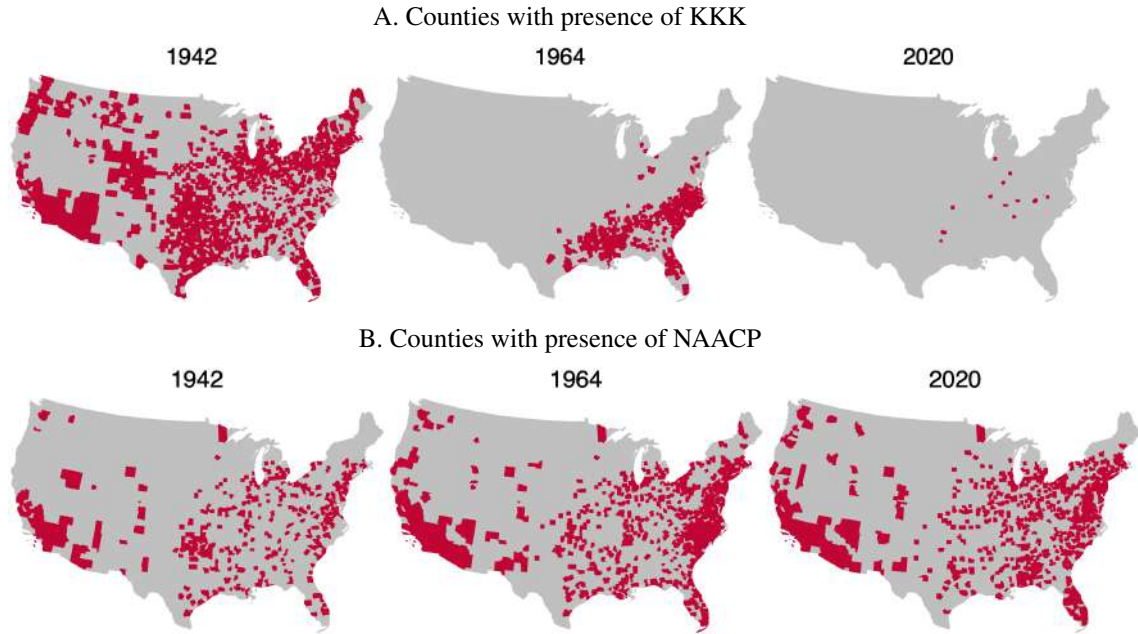 A. Counties with presence of KKK
1942 1964 2020
B. Counties with presence of NAACP
1942 1964 2020